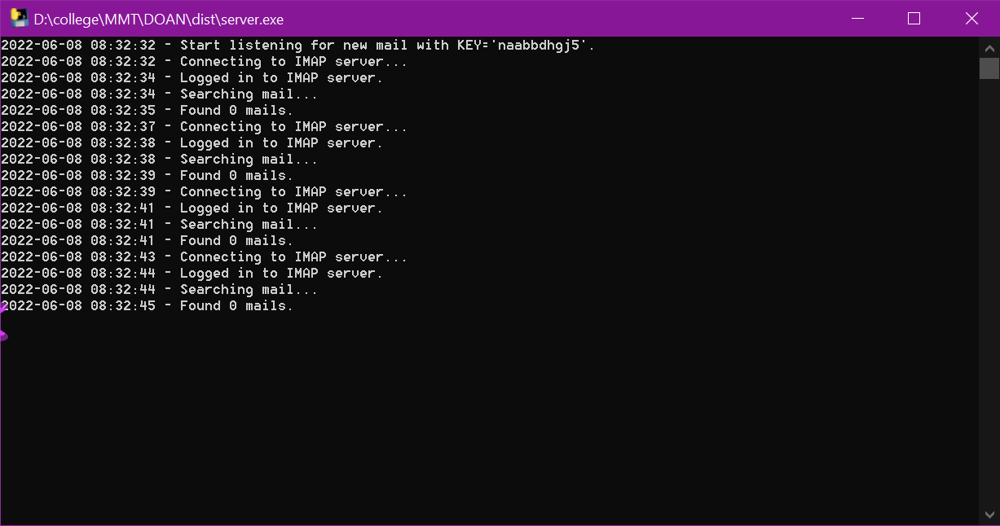 D:\college\MMT\DOAN\dist\server.exe
2022-06-08 08:32:32 - Start listening for new mail with KEY='naabbdhgj5'.
2022-06-08 08:32:32 - Connecting to IMAP server...
2022-06-08 08:32:34 - Logged in to IMAP server.
2022-06-08 08:32:34 - Searching mail...
2022-06-08 08:32:35 - Found 0 mails.
2022-06-08 08:32:37 - Connecting to IMAP server...
2022-06-08 08:32:38 - Logged in to IMAP server.
2022-06-08 08:32:38 - Searching mail...
2022-06-08 08:32:39 - Found 0 mails.
2022-06-08 08:32:39 - Connecting to IMAP server...
2022-06-08 08:32:41 - Logged in to IMAP server.
2022-06-08 08:32:41 - Searching mail...
2022-06-08 08:32:41 - Found 0 mails.
2022-06-08 08:32:43 - Connecting to IMAP server...
2022-06-08 08:32:44 - Logged in to IMAP server.
2022-06-08 08:32:44 - Searching mail...
2022-06-08 08:32:45 - Found 0 mails.